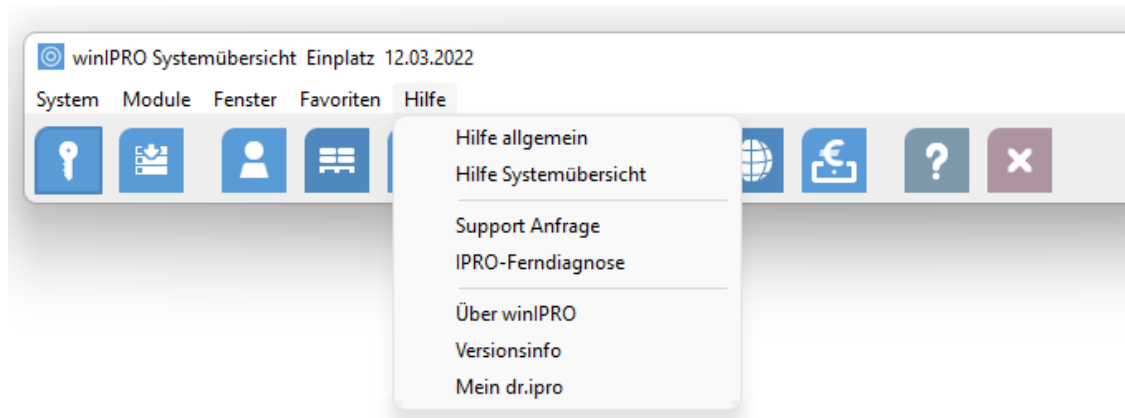 winIPRO Systemübersicht Einplatz 12.03.2022
System Module Fenster Favoriten Hilfe
Hilfe allgemein
Hilfe Systemübersicht
Support Anfrage
IPRO-Ferndiagnose
Über winIPRO
Versionsinfo
Mein dr.ipro